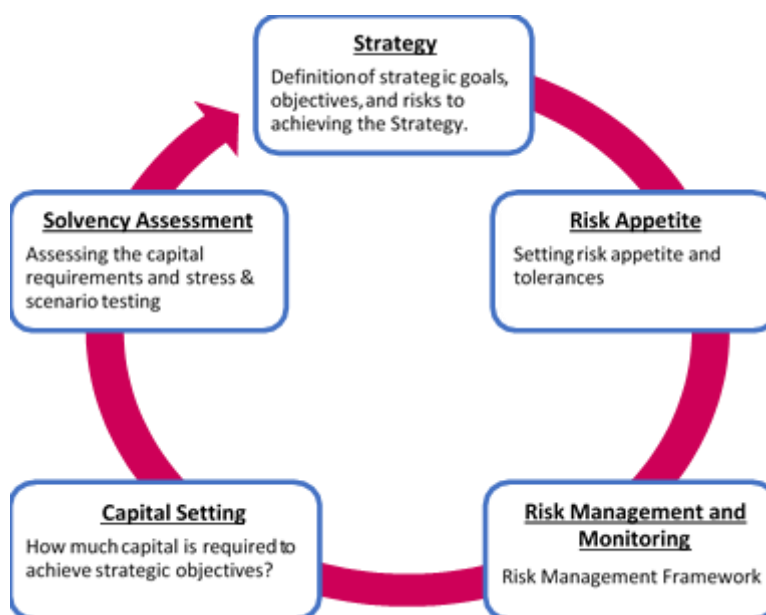 Strategy
Definition of strategic goals,
objectives, and risks to
achieving the Strategy.
Risk Appetite
Setting risk appetite and
tolerances
Risk Management and
Monitoring
Risk Management Framework
Capital Setting
How much capital is required to
achieve strategic objectives?
Solvency Assessment
Assessing the capital
requirements and stress &
scenario testing